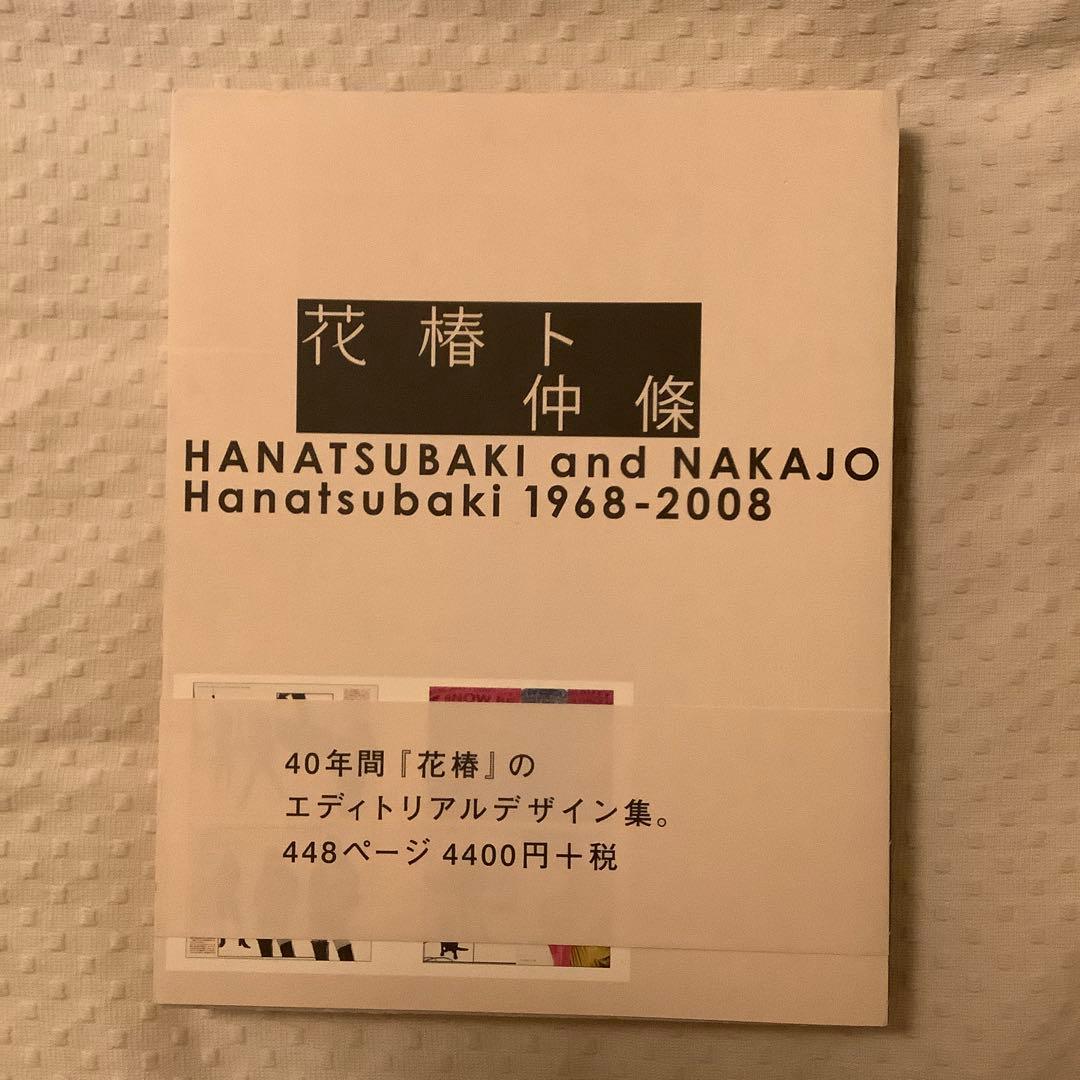 花椿ト
仲條
HANATSUBAKI and NAKAJO
Hanatsubaki 1968-2008
40年間『花椿』の
エディトリアルデザイン集。
448ページ 4400円＋税